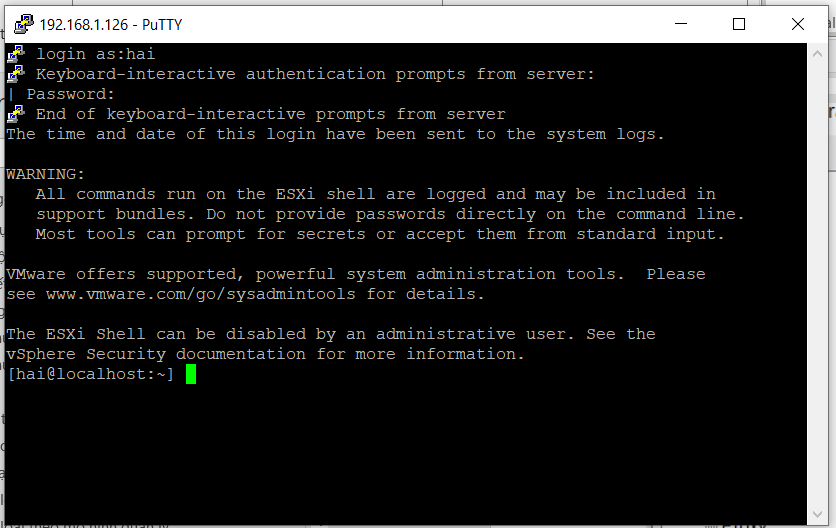 192.168.1.126 - PuTTY
login as:hai
Keyboard-interactive authentication prompts from server:
| Password:
End of keyboard-interactive prompts from server
The time and date of this login have been sent to the system logs.
WARNING:
All commands run on the ESXi shell are logged and may be included in
support bundles. Do not provide passwords directly on the command line.
Most tools can prompt for secrets or accept them from standard input.
VMware offers supported, powerful system administration tools.  Please
see www.vmware.com/go/sysadmintools for details.
The ESXi Shell can be disabled by an administrative user. See the
vSphere Security documentation for more information.
[hai@localhost:~]